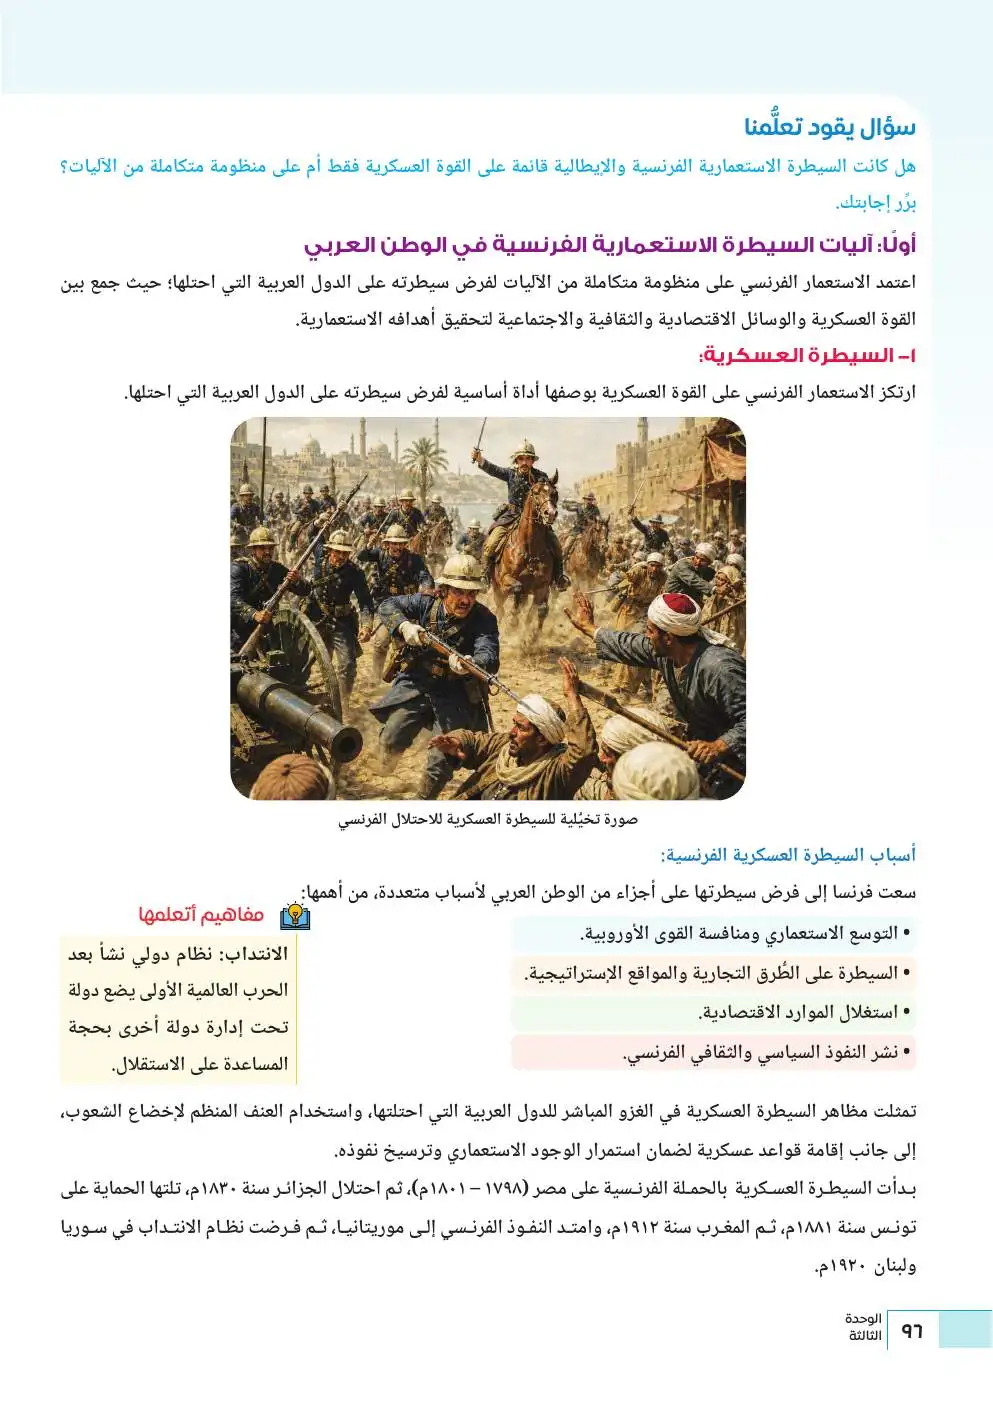 سؤال يقود تعلُّمنا
هل كانت السيطرة الاستعمارية الفرنسية والإيطالية قائمة على القوة العسكرية فقط أم على منظومة متكاملة من الآليات؟
برِّر إجابتك.
أولًا: آليات السيطرة الاستعمارية الفرنسية في الوطن العربي
اعتمد الاستعمار الفرنسي على منظومة متكاملة من الآليات لفرض سيطرته على الدول العربية التي احتلها؛ حيث جمع بين
القوة العسكرية والوسائل الاقتصادية والثقافية والاجتماعية لتحقيق أهدافه الاستعمارية.
١- السيطرة العسكرية:
ارتكز الاستعمار الفرنسي على القوة العسكرية بوصفها أداة أساسية لفرض سيطرته على الدول العربية التي احتلها.
صورة تخيُلية للسيطرة العسكرية للاحتلال الفرنسي
أسباب السيطرة العسكرية الفرنسية:
سعت فرنسا إلى فرض سيطرتها على أجزاء من الوطن العربي لأسباب متعددة، من أهمها:
• التوسع الاستعماري ومنافسة القوى الأوروبية.
• السيطرة على الطُّرق التجارية والمواقع الإستراتيجية.
• استغلال الموارد الاقتصادية.
• نشر النفوذ السياسي والثقافي الفرنسي.
مفاهيم أتعلمها
الانتداب: نظام دولي نشأ بعد
الحرب العالمية الأولى يضع دولة
تحت إدارة دولة أخرى بحجة
المساعدة على الاستقلال.
تمثلت مظاهر السيطرة العسكرية في الغزو المباشر للدول العربية التي احتلتها، واستخدام العنف المنظم لإخضاع الشعوب،
إلى جانب إقامة قواعد عسكرية لضمان استمرار الوجود الاستعماري وترسيخ نفوذه.
بدأت السيطرة العسكرية بالحملة الفرنسية على مصر (١٧٩٨ – ١٨٠١م)، ثم احتلال الجزائر سنة ١٨٣٠م، تلتها الحماية على
تونس سنة ١٨٨١م، ثم المغرب سنة ١٩١٢م، وامتد النفوذ الفرنسي إلى موريتانيا، ثم فرضت نظام الانتداب في سوريا
ولبنان ١٩٢٠م.
الوحدة
الثالثة
٩٦